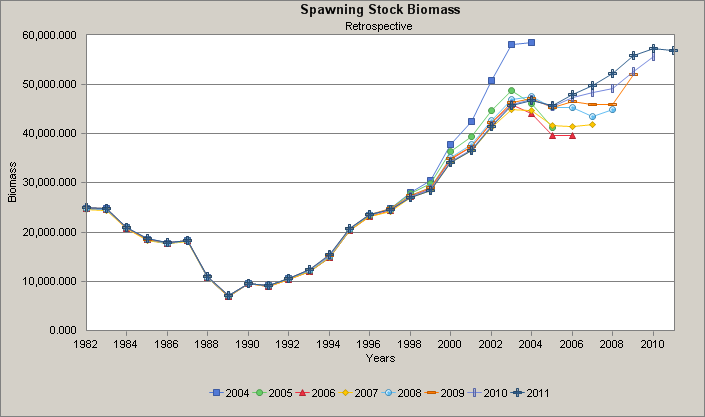 Spawning Stock Biomass
Retrospective
60,000.000
50,000.000
40,000.000
30,000.000
20,000.000
10,000.000
0.000
Biomass
1982 1984 1986 1988 1990 1992 1994 1996 1998 2000 2002 2004 2006 2008 2010
Years
2004 2005 2006 2007 2008 2009 2010 2011